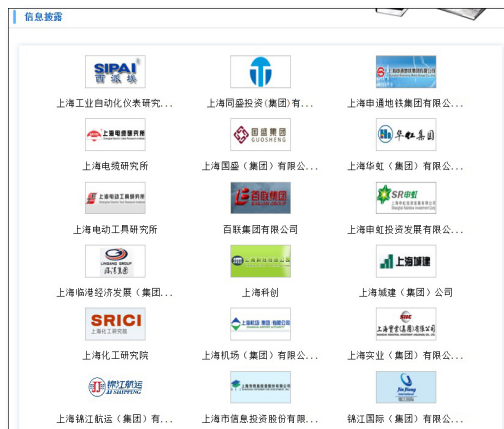 信息披露
SIPAI
西派埃
上海工业自动化仪表研究...
上海同盛投资(集团)有...
上海申通地铁集团有限公...
上海电缆研究所
上海电缆研究所
国盛集团
GUOSHENG
上海国盛（集团）有限公...
华虹集团
上海华虹（集团）有限公...
上海电动工具研究所
上海电动工具研究所
百联集团
百联集团有限公司
SR申虹
上海申虹投资发展有限公...
LINGANG GROUP
临港集团
上海临港经济发展（集团...
上海科创
上海城建
上海城建（集团）公司
SRICI
上海化工研究院
上海化工研究院
上海机场（集团）有限公...
SIIC
上海实业（集团）有限公...
锦江航运
JJ SHIPPING
上海锦江航运（集团）有...
上海市信息投资股份有限...
Jin Jiang
锦江国际（集团）有限公...